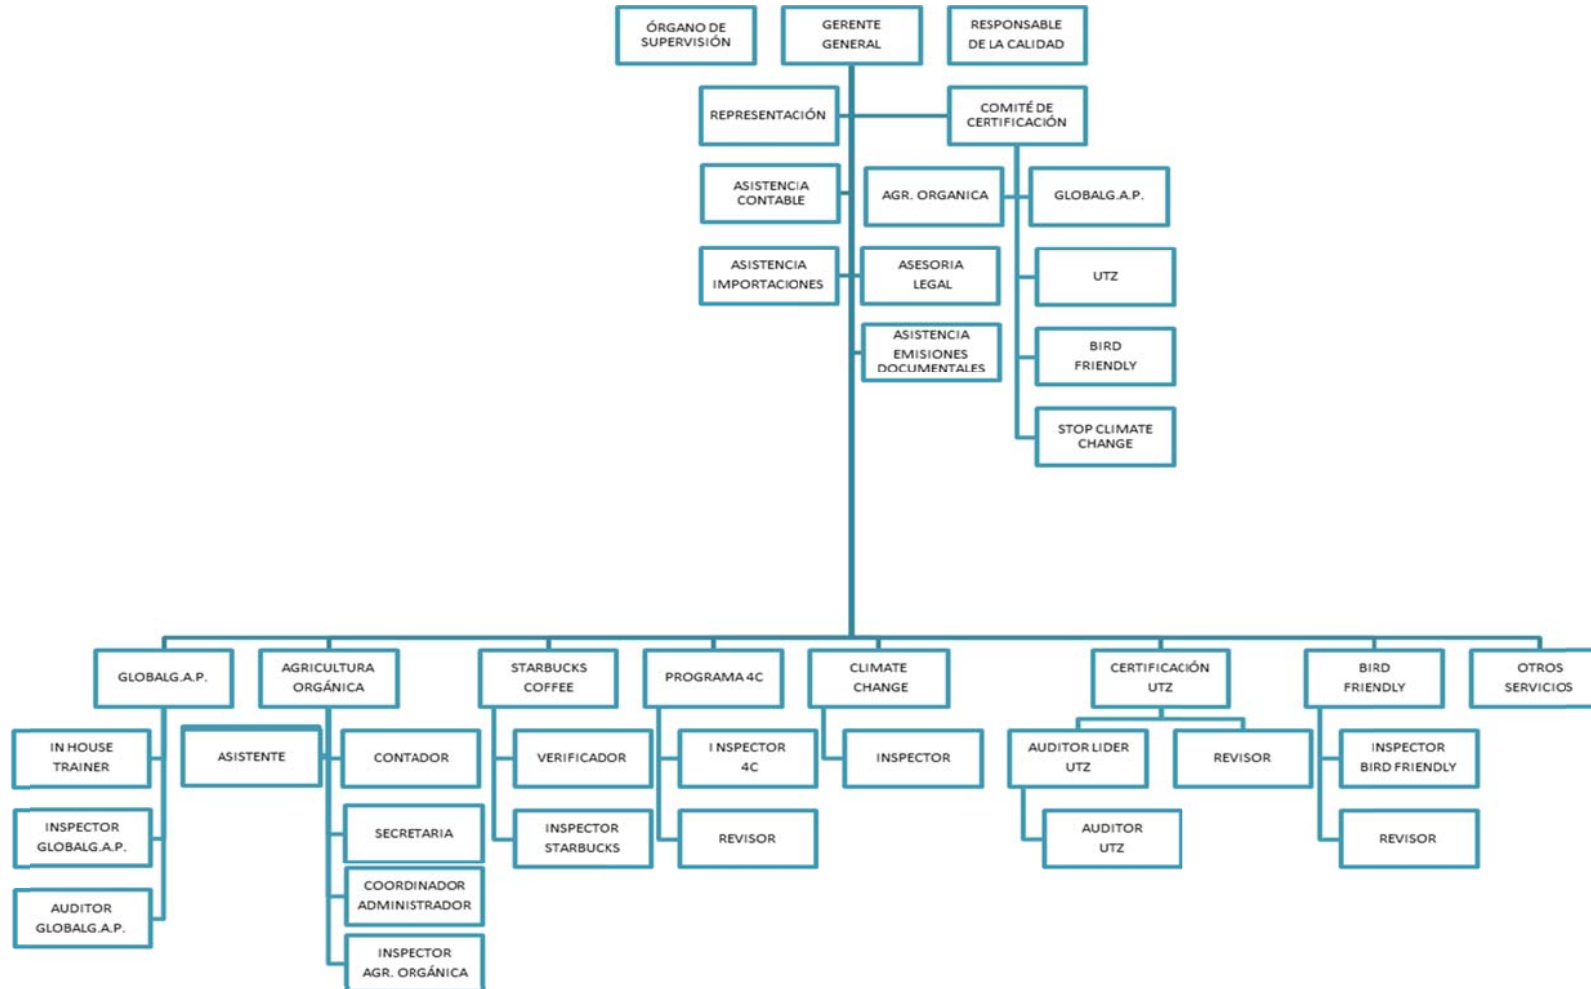 ÓRGANO DE
SUPERVISIÓN
GERENTE
GENERAL
RESPONSABLE
DE LA CALIDAD
REPRESENTACIÓN
COMITÉ DE
CERTIFICACIÓN
ASISTENCIA
CONTABLE
AGR. ORGANICA
GLOBALG.A.P.
ASISTENCIA
IMPORTACIONES
ASESORIA
LEGAL
UTZ
ASISTENCIA
EMISIONES
DOCUMENTALES
BIRD
FRIENDLY
STOP CLIMATE
CHANGE
GLOBALG.A.P.
AGRICULTURA
ORGÁNICA
STARBUCKS
COFFEE
PROGRAMA 4C
CLIMATE
CHANGE
CERTIFICACIÓN
UTZ
BIRD
FRIENDLY
OTROS
SERVICIOS
IN HOUSE
TRAINER
ASISTENTE
CONTADOR
VERIFICADOR
I NSPECTOR
4C
INSPECTOR
AUDITOR LIDER
UTZ
REVISOR
INSPECTOR
BIRD FRIENDLY
INSPECTOR
GLOBALG.A.P.
SECRETARIA
INSPECTOR
STARBUCKS
REVISOR
AUDITOR
UTZ
REVISOR
AUDITOR
GLOBALG.A.P.
COORDINADOR
ADMINISTRADOR
INSPECTOR
AGR. ORGÁNICA